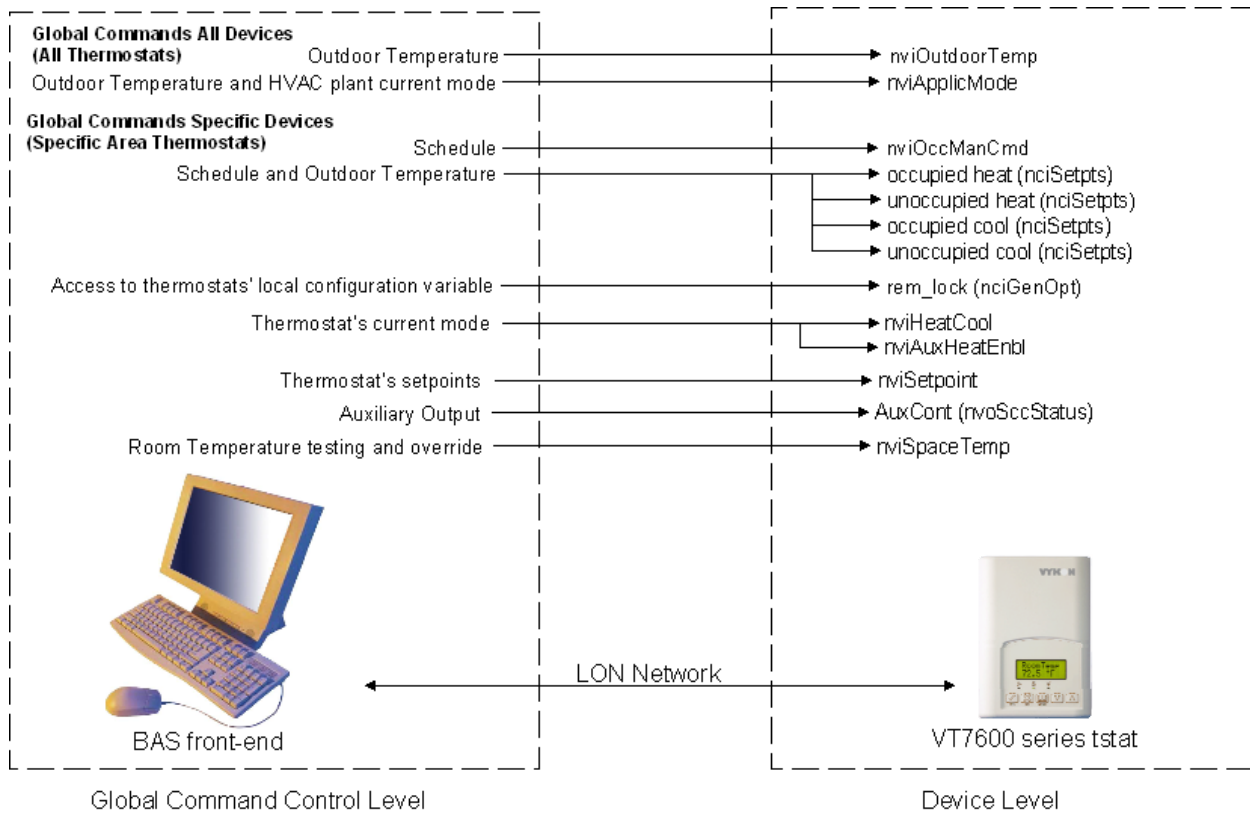 Global Commands All Devices
(All Thermostats)
Outdoor Temperature nviOutdoorTemp
Outdoor Temperature and HVAC plant current mode nviApplicMode
Global Commands Specific Devices
(Specific Area Thermostats)
Schedule nviOccManCmd
Schedule and Outdoor Temperature occupied heat (nciSetpts)
unoccupied heat (nciSetpts)
occupied cool (nciSetpts)
unoccupied cool (nciSetpts)
Access to thermostats' local configuration variable rem_lock (nciGenOpt)
Thermostat's current mode nviHeatCool
nviAuxHeatEnbl
Thermostat's setpoints nviSetpoint
Auxiliary Output AuxCont (nvoSccStatus)
Room Temperature testing and override nviSpaceTemp
RoomTemp
72.5 °F
LON Network
BAS front-end VT7600 series tstat
Global Command Control Level Device Level